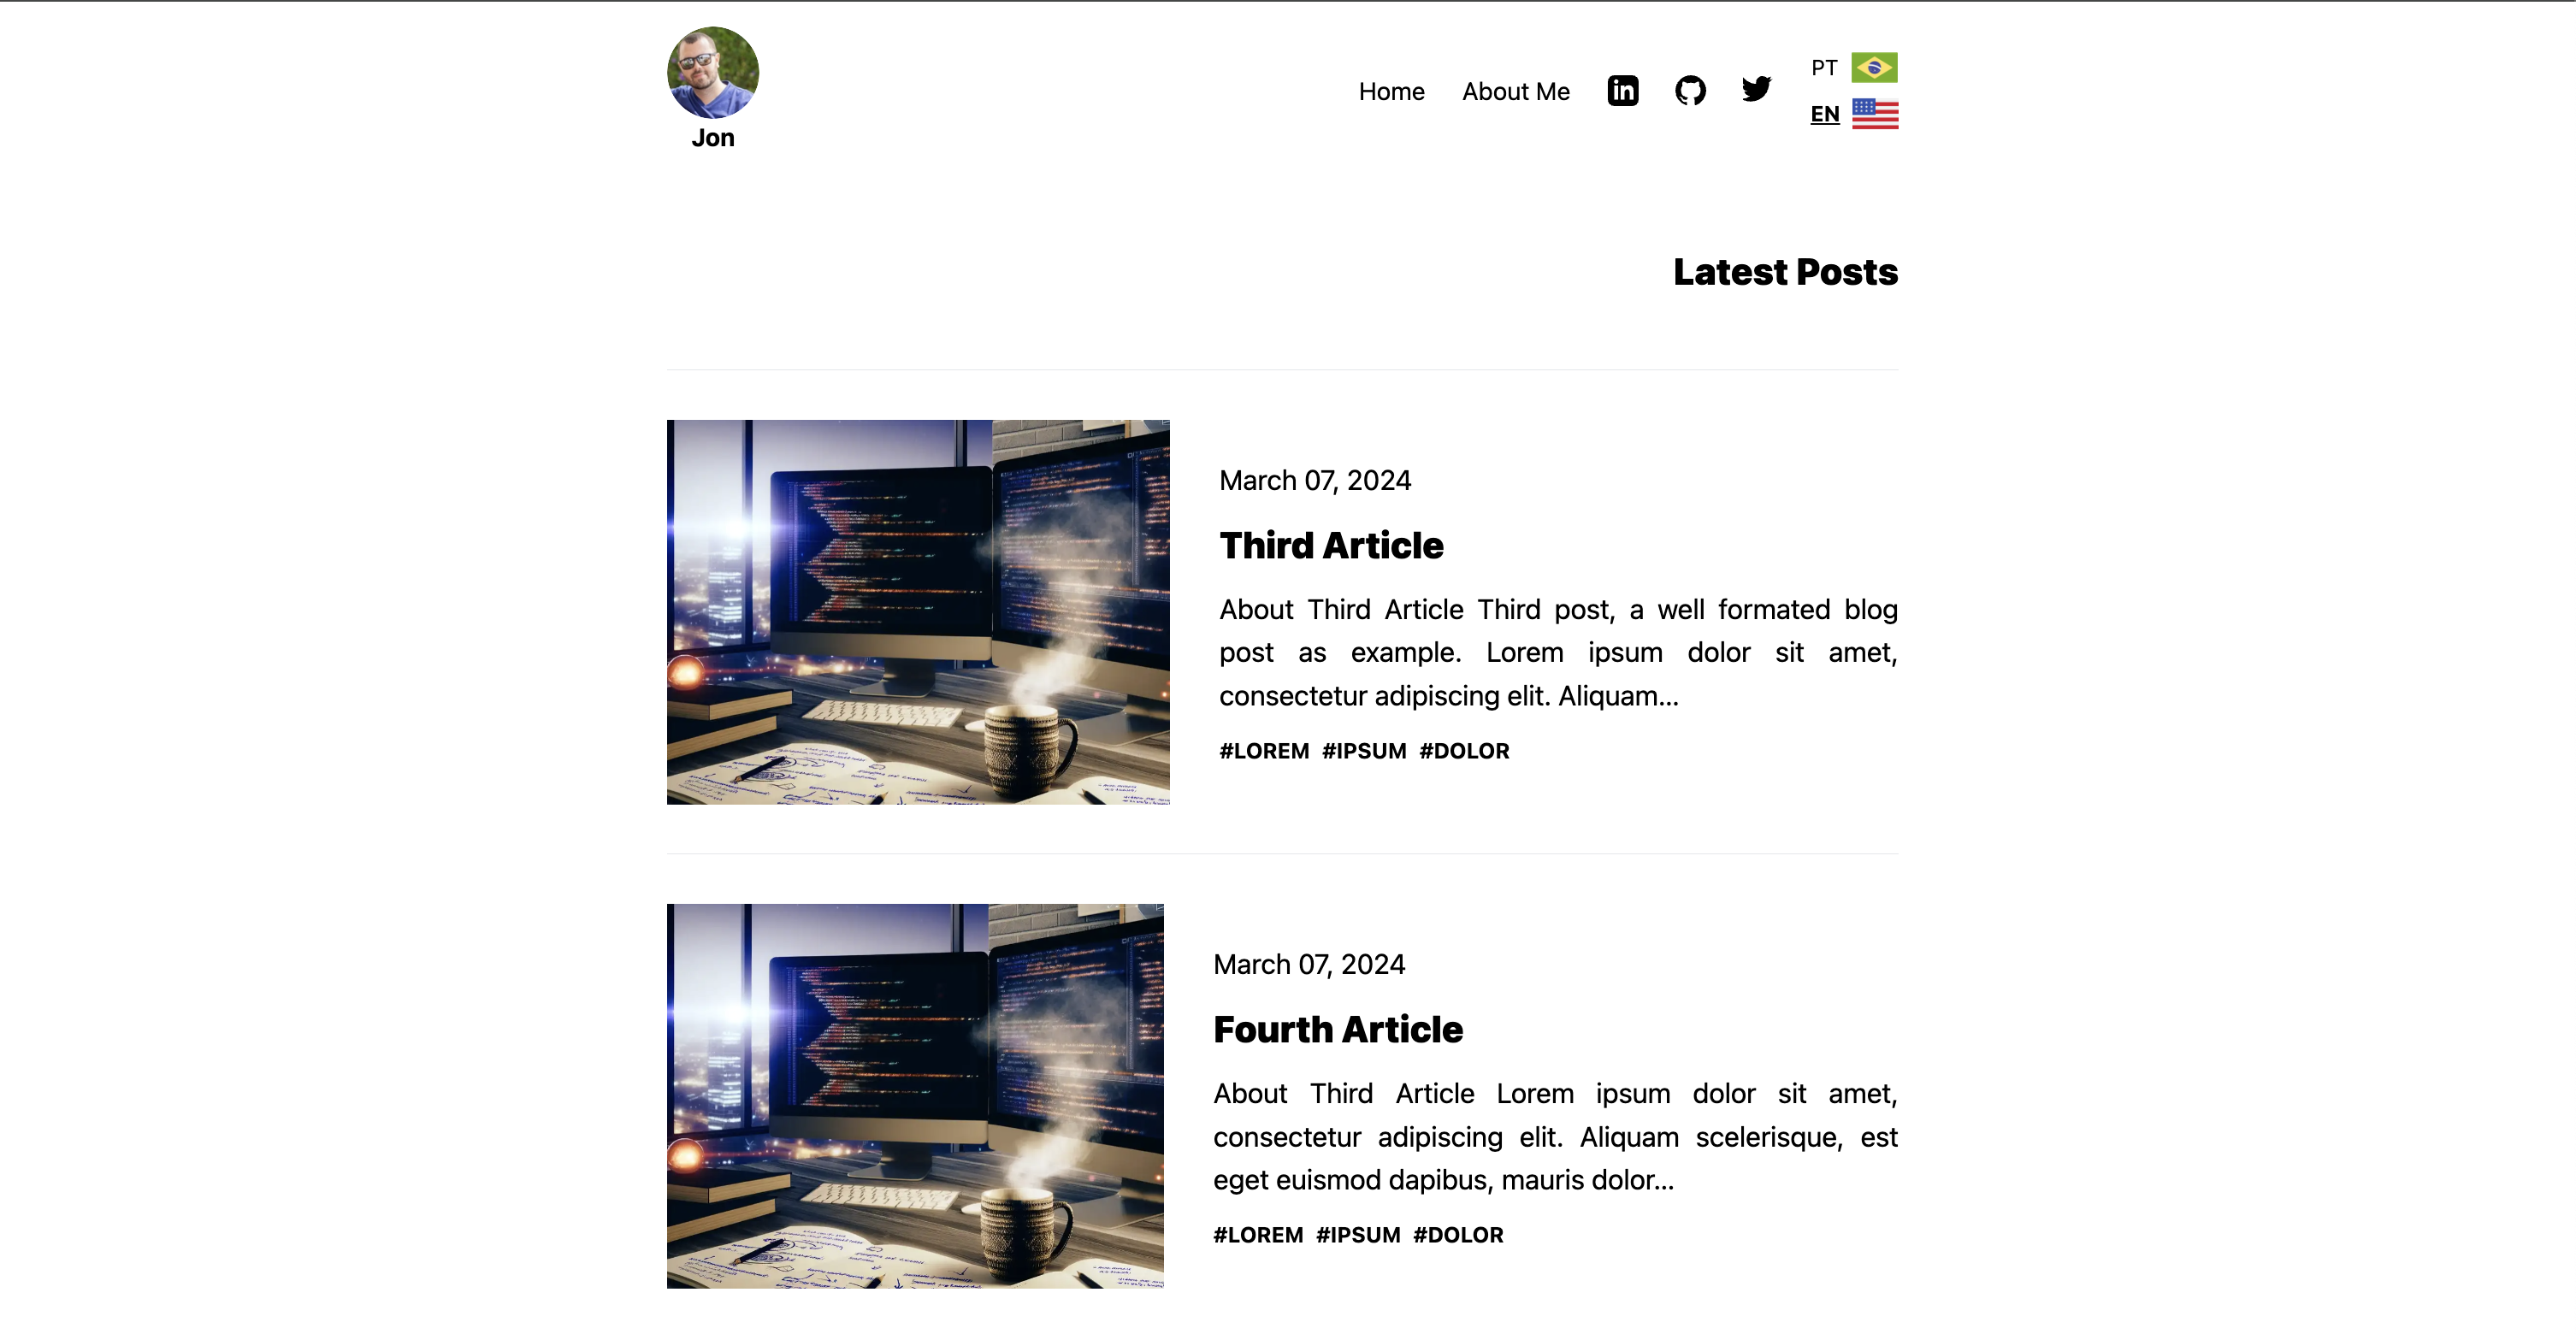 Jon
Home
About Me
in
PT
EN
Latest Posts
March 07, 2024
Third Article
About Third Article Third post, a well formated blog
post as example. Lorem ipsum dolor sit amet,
consectetur adipiscing elit. Aliquam...
#LOREM #IPSUM #DOLOR
March 07, 2024
Fourth Article
About Third Article Lorem ipsum dolor sit amet,
consectetur adipiscing elit. Aliquam scelerisque, est
eget euismod dapibus, mauris dolor...
#LOREM #IPSUM #DOLOR